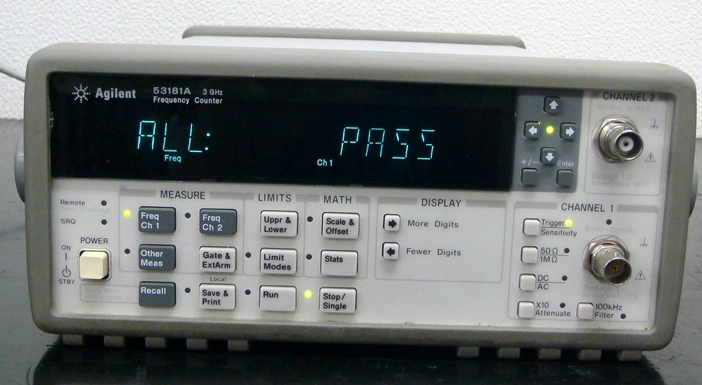 Agilent 53181A 3 GHz
Frequency Counter
ALL: PASS
Freq
Ch 1
+/- Enter
CHANNEL 2
Remote
SRQ
POWER
ON
STBY
MEASURE
Freq Ch 1
Freq Ch 2
Other Meas
Gate & ExtArm
Local
Recall
Save & Print
LIMITS
Uppr & Lower
Limit Modes
Run
MATH
Scale & Offset
Stats
Stop/ Single
DISPLAY
More Digits
Fewer Digits
CHANNEL 1
Trigger
Sensitivity
50 Ω
1M Ω
DC
AC
X10
Attenuate
100kHz
Filter